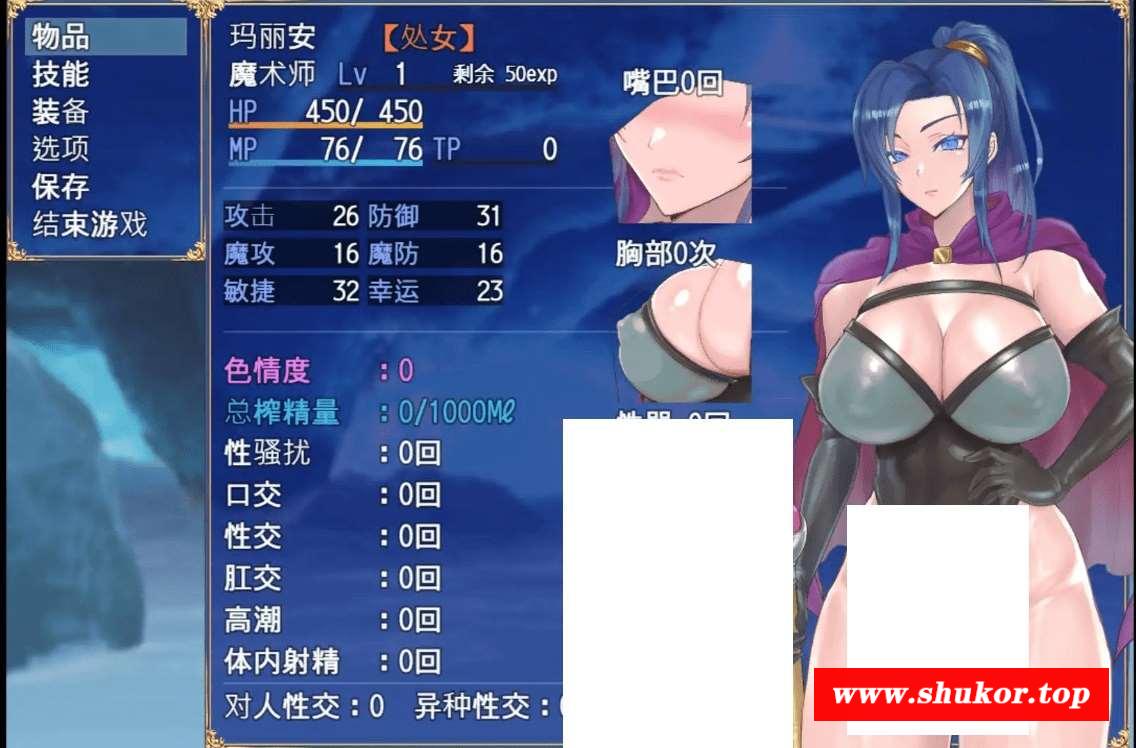 物品
技能
装备
选项
保存
结束游戏
玛丽安 【处女】
魔术师 Lv 1 剩余 50exp
HP 450/ 450
MP 76/ 76 TP 0
攻击 26 防御 31
魔攻 16 魔防 16
敏捷 32 幸运 23
色情度 : 0
总榨精量 : 0/1000Mℓ
性骚扰 : 0回
口交 : 0回
性交 : 0回
肛交 : 0回
高潮 : 0回
体内射精 : 0回
对人性交 : 0 异种性交 :
嘴巴0回
胸部0次
www.shukor.top